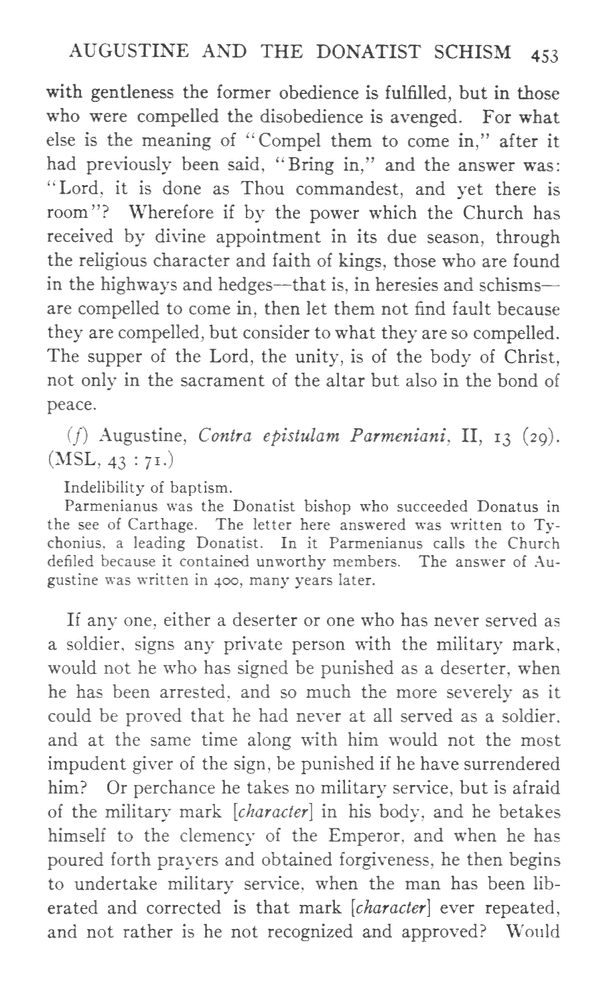 AUGUSTINE AND THE DONATIST SCHISM 453
with gentleness the former obedience is fulfilled, but in those
who were compelled the disobedience is avenged. For what
else is the meaning of “Compel them to come in,” after it
had previously been said, “Bring in,” and the answer was:
“Lord, it is done as Thou commandest, and yet there is
room”? Wherefore if by the power which the Church has
received by divine appointment in its due season, through
the religious character and faith of kings, those who are found
in the highways and hedges—that is, in heresies and schisms—
are compelled to come in, then let them not find fault because
they are compelled, but consider to what they are so compelled.
The supper of the Lord, the unity, is of the body of Christ,
not only in the sacrament of the altar but also in the bond of
peace.
(f) Augustine, Contra epistulam Parmeniani, II, 13 (29).
(MSL, 43 : 71.)
Indelibility of baptism.
Parmenianus was the Donatist bishop who succeeded Donatus in
the see of Carthage. The letter here answered was written to Ty-
chonius, a leading Donatist. In it Parmenianus calls the Church
defiled because it contained unworthy members. The answer of Au-
gustine was written in 400, many years later.
If any one, either a deserter or one who has never served as
a soldier, signs any private person with the military mark,
would not he who has signed be punished as a deserter, when
he has been arrested, and so much the more severely as it
could be proved that he had never at all served as a soldier,
and at the same time along with him would not the most
impudent giver of the sign, be punished if he have surrendered
him? Or perchance he takes no military service, but is afraid
of the military mark [character] in his body, and he betakes
himself to the clemency of the Emperor, and when he has
poured forth prayers and obtained forgiveness, he then begins
to undertake military service, when the man has been lib-
erated and corrected is that mark [character] ever repeated,
and not rather is he not recognized and approved? Would